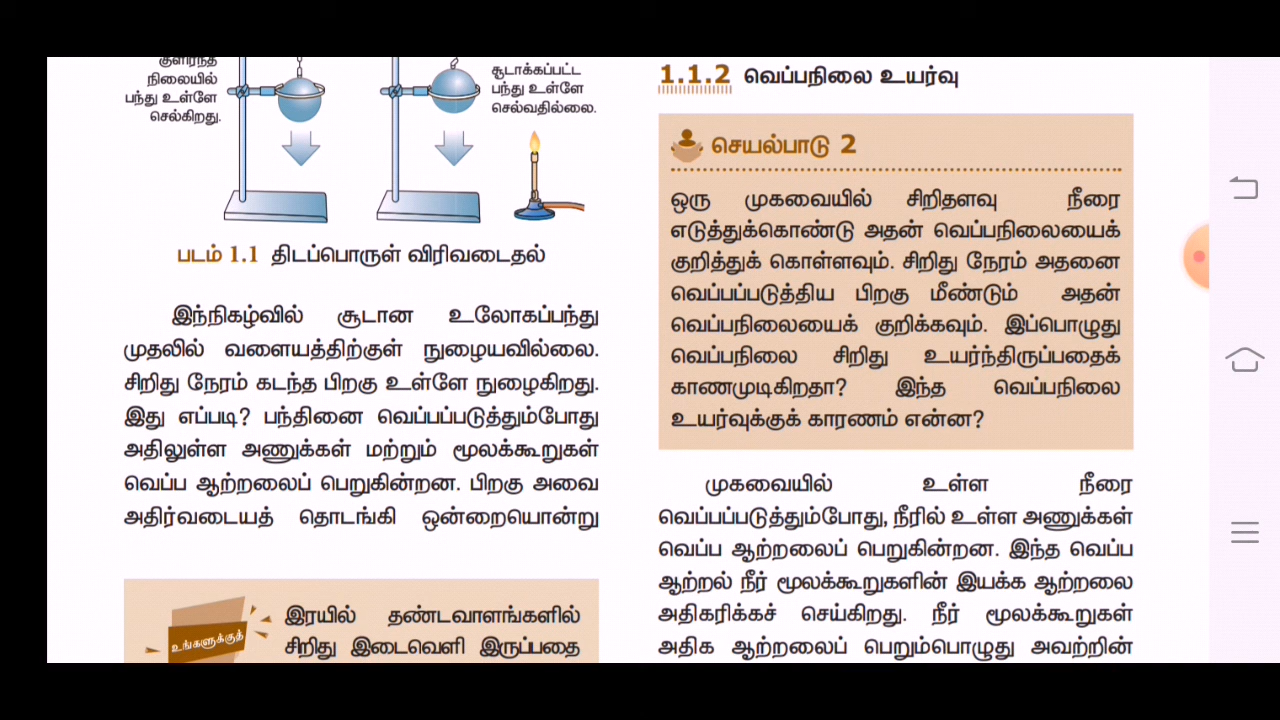 குளிர்ந்த
நிலையில்
பந்து உள்ளே
செல்கிறது.
சூடாக்கப்பட்ட
பந்து உள்ளே
செல்வதில்லை.
படம் 1.1 திடப்பொருள் விரிவடைதல்
இந்நிகழ்வில் சூடான உலோகப்பந்து
முதலில் வளையத்திற்குள் நுழையவில்லை.
சிறிது நேரம் கடந்த பிறகு உள்ளே நுழைகிறது.
இது எப்படி? பந்தினை வெப்பப்படுத்தும்போது
அதிலுள்ள அணுக்கள் மற்றும் மூலக்கூறுகள்
வெப்ப ஆற்றலைப் பெறுகின்றன. பிறகு அவை
அதிர்வடையத் தொடங்கி ஒன்றையொன்று
உங்களுக்குத்
இரயில் தண்டவாளங்களில்
சிறிது இடைவெளி இருப்பதை
1.1.2 வெப்பநிலை உயர்வு
செயல்பாடு 2
ஒரு முகவையில் சிறிதளவு நீரை
எடுத்துக்கொண்டு அதன் வெப்பநிலையைக்
குறித்துக் கொள்ளவும். சிறிது நேரம் அதனை
வெப்பப்படுத்திய பிறகு மீண்டும் அதன்
வெப்பநிலையைக் குறிக்கவும். இப்பொழுது
வெப்பநிலை சிறிது உயர்ந்திருப்பதைக்
காணமுடிகிறதா? இந்த வெப்பநிலை
உயர்வுக்குக் காரணம் என்ன?
முகவையில் உள்ள நீரை
வெப்பப்படுத்தும்போது, நீரில் உள்ள அணுக்கள்
வெப்ப ஆற்றலைப் பெறுகின்றன. இந்த வெப்ப
ஆற்றல் நீர் மூலக்கூறுகளின் இயக்க ஆற்றலை
அதிகரிக்கச் செய்கிறது. நீர் மூலக்கூறுகள்
அதிக ஆற்றலைப் பெறும்பொழுது அவற்றின்